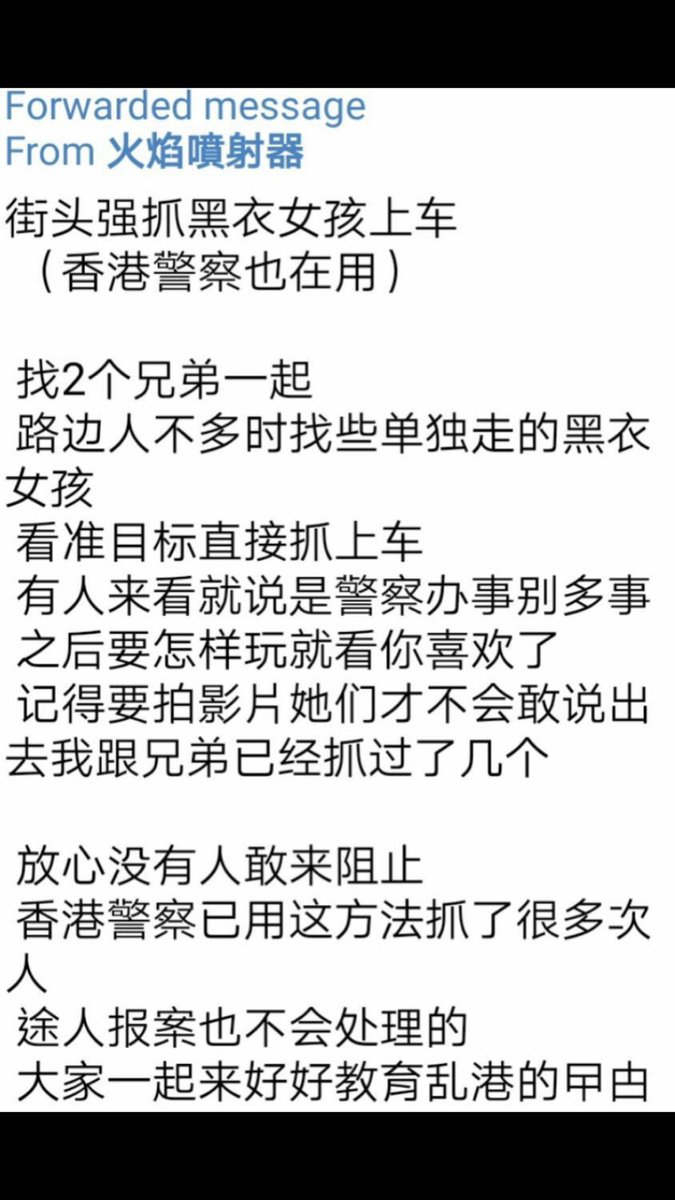 Forwarded message
From 火焰噴射器
街头强抓黑衣女孩上车
（香港警察也在用）
找2个兄弟一起
路边人不多时找些单独走的黑衣
女孩
看准目标直接抓上车
有人来看就说是警察办事别多事
之后要怎样玩就看你喜欢了
记得要拍影片她们才不会敢说出
去我跟兄弟已经抓过了几个
放心没有人敢来阻止
香港警察已用这方法抓了很多次
人
途人报案也不会处理的
大家一起来好好教育乱港的曱甴